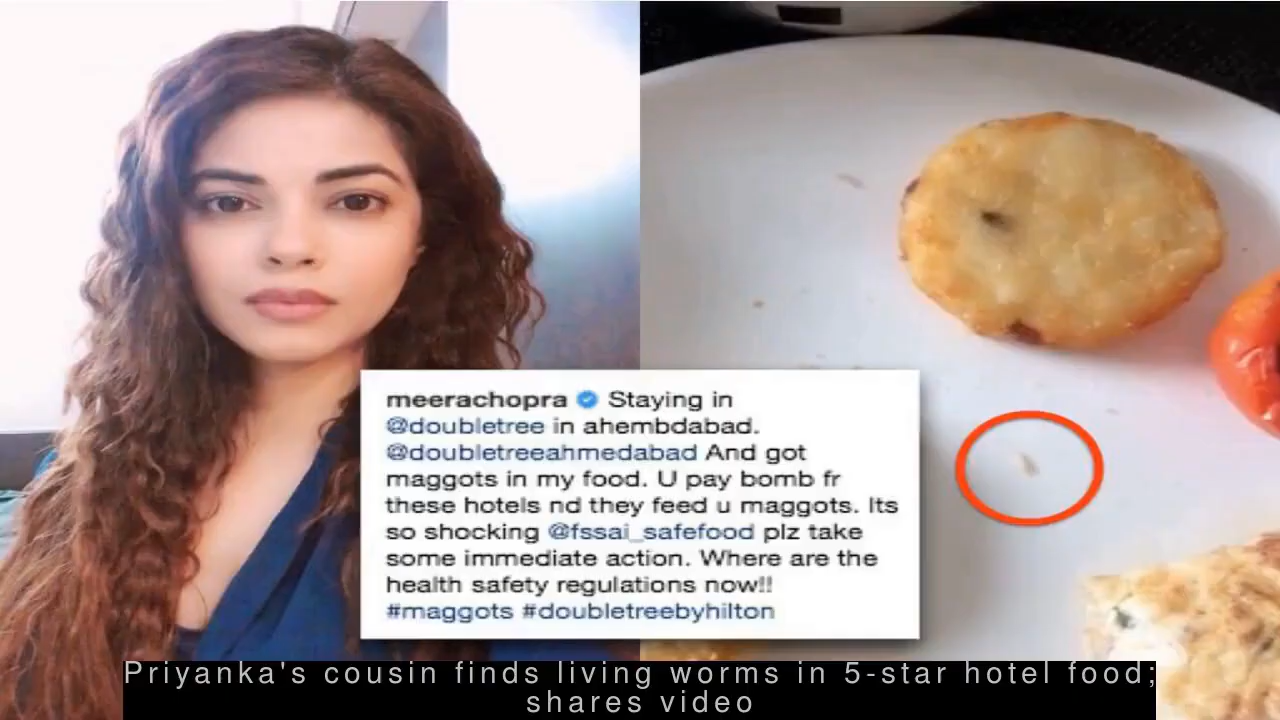 meerachopra Staying in
@doubletree in ahembdabad.
@doubletreeahmedabad And got
maggots in my food. U pay bomb fr
these hotels nd they feed u maggots. Its
so shocking @fssai_safefood plz take
some immediate action. Where are the
health safety regulations now!!
#maggots #doubletreebyhilton
Priyanka's cousin finds living worms in 5-star hotel food;
shares video